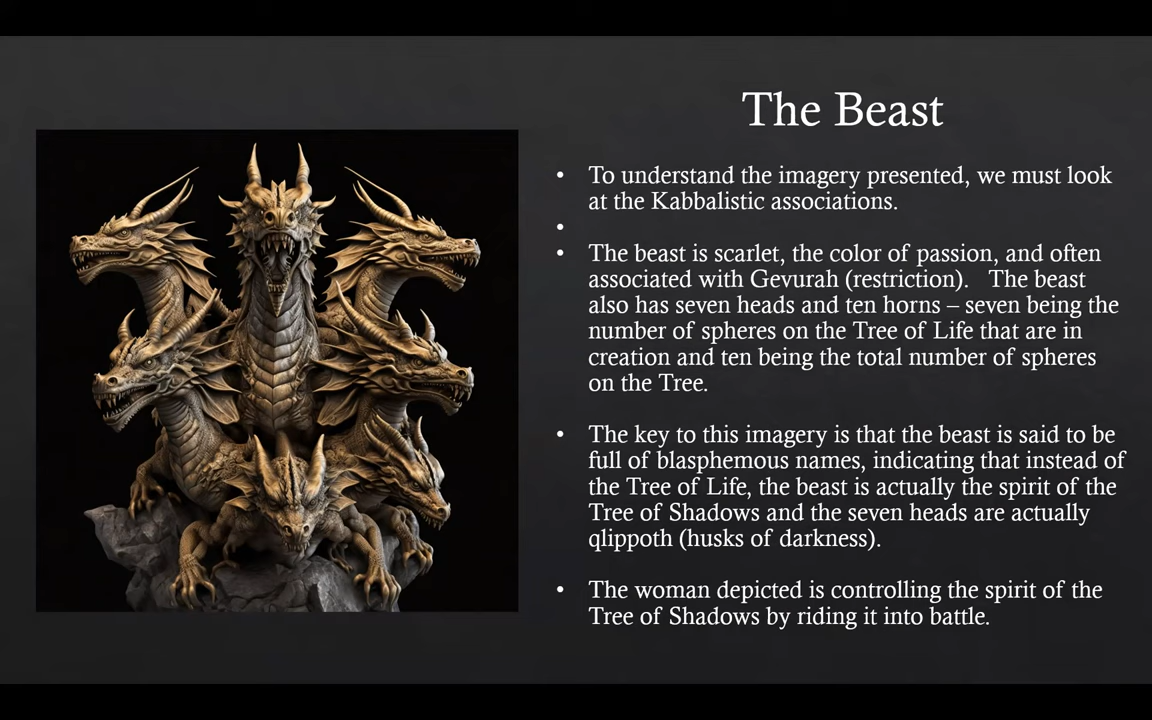 The Beast
• To understand the imagery presented, we must look
at the Kabbalistic associations.
•
• The beast is scarlet, the color of passion, and often
associated with Gevurah (restriction).   The beast
also has seven heads and ten horns – seven being the
number of spheres on the Tree of Life that are in
creation and ten being the total number of spheres
on the Tree.
• The key to this imagery is that the beast is said to be
full of blasphemous names, indicating that instead of
the Tree of Life, the beast is actually the spirit of the
Tree of Shadows and the seven heads are actually
qlippoth (husks of darkness).
• The woman depicted is controlling the spirit of the
Tree of Shadows by riding it into battle.